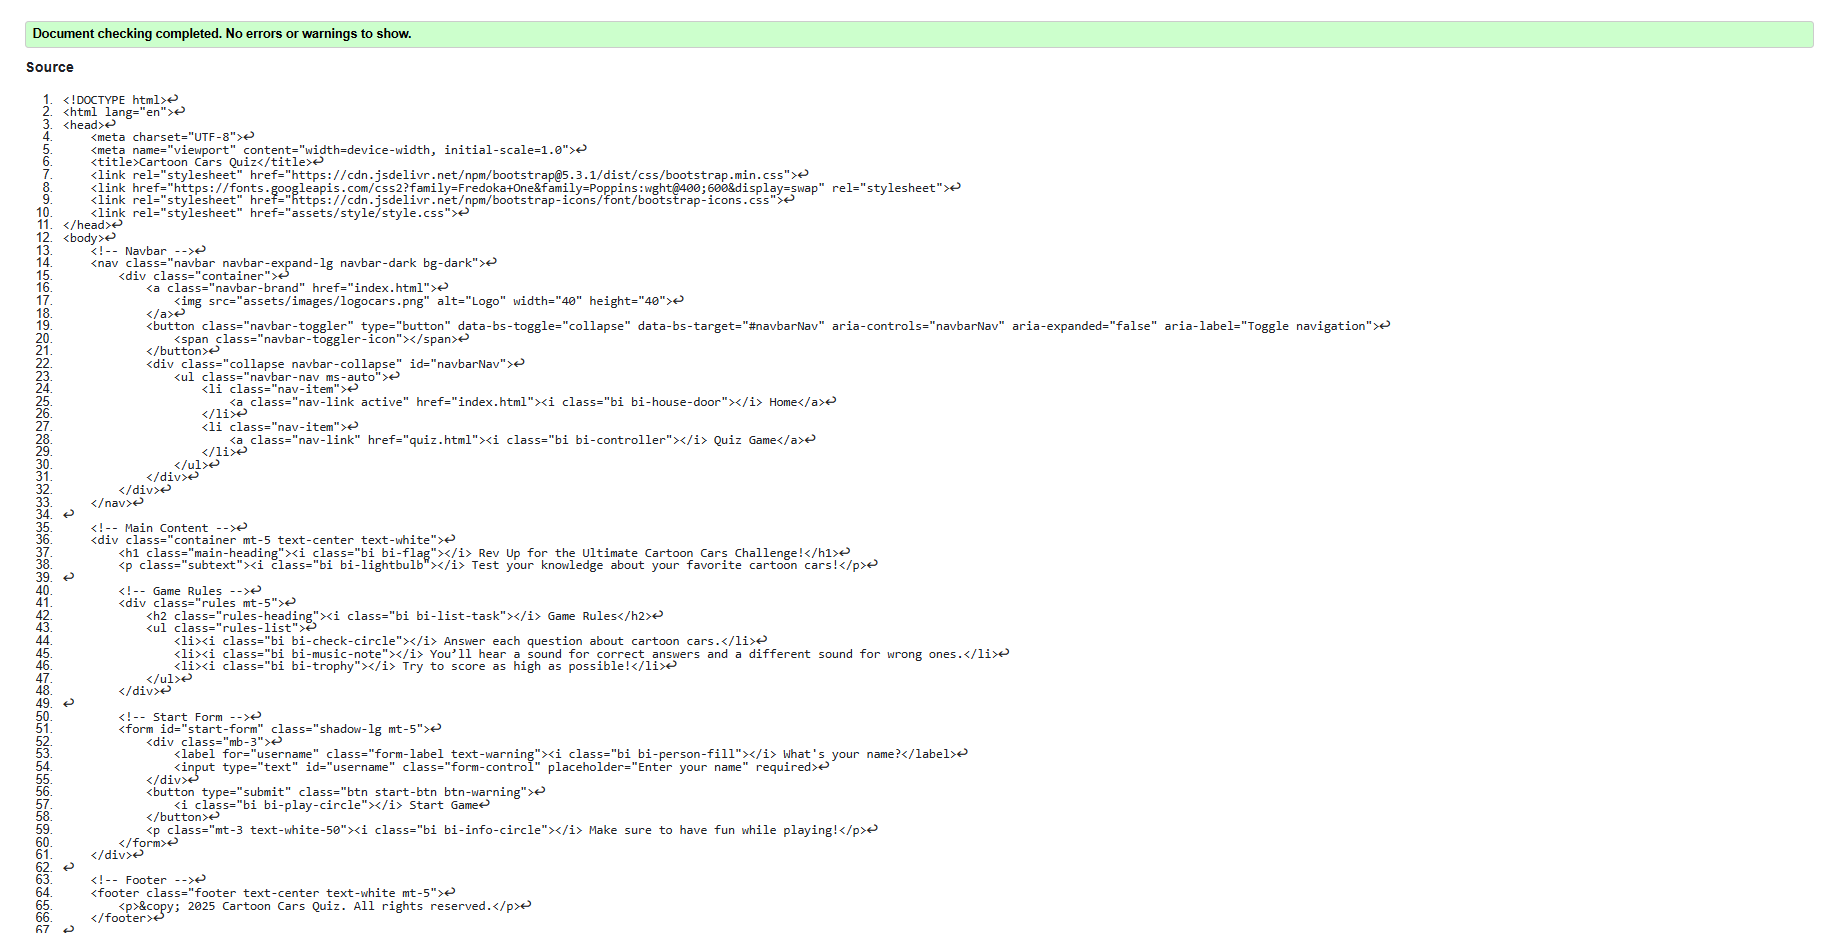 Document checking completed. No errors or warnings to show.
Source
1. <!DOCTYPE html>↩
2. <html lang="en">↩
3. <head>↩
4.     <meta charset="UTF-8">↩
5.     <meta name="viewport" content="width=device-width, initial-scale=1.0">↩
6.     <title>Cartoon Cars Quiz</title>↩
7.     <link rel="stylesheet" href="https://cdn.jsdelivr.net/npm/bootstrap@5.3.1/dist/css/bootstrap.min.css">↩
8.     <link href="https://fonts.googleapis.com/css2?family=Fredoka+One&family=Poppins:wght@400;600&display=swap" rel="stylesheet">↩
9.     <link rel="stylesheet" href="https://cdn.jsdelivr.net/npm/bootstrap-icons/font/bootstrap-icons.css">↩
10.     <link rel="stylesheet" href="assets/style/style.css">↩
11. </head>↩
12. <body>↩
13.     <!-- Navbar -->↩
14.     <nav class="navbar navbar-expand-lg navbar-dark bg-dark">↩
15.         <div class="container">↩
16.             <a class="navbar-brand" href="index.html">↩
17.                 <img src="assets/images/logocars.png" alt="Logo" width="40" height="40">↩
18.             </a>↩
19.             <button class="navbar-toggler" type="button" data-bs-toggle="collapse" data-bs-target="#navbarNav" aria-controls="navbarNav" aria-expanded="false" aria-label="Toggle navigation">↩
20.                 <span class="navbar-toggler-icon"></span>↩
21.             </button>↩
22.             <div class="collapse navbar-collapse" id="navbarNav">↩
23.                 <ul class="navbar-nav ms-auto">↩
24.                     <li class="nav-item">↩
25.                         <a class="nav-link active" href="index.html"><i class="bi bi-house-door"></i> Home</a>↩
26.                     </li>↩
27.                     <li class="nav-item">↩
28.                         <a class="nav-link" href="quiz.html"><i class="bi bi-controller"></i> Quiz Game</a>↩
29.                     </li>↩
30.                 </ul>↩
31.             </div>↩
32.         </div>↩
33.     </nav>↩
34. ↩
35.     <!-- Main Content -->↩
36.     <div class="container mt-5 text-center text-white">↩
37.         <h1 class="main-heading"><i class="bi bi-flag"></i> Rev Up for the Ultimate Cartoon Cars Challenge!</h1>↩
38.         <p class="subtext"><i class="bi bi-lightbulb"></i> Test your knowledge about your favorite cartoon cars!</p>↩
39. ↩
40.         <!-- Game Rules -->↩
41.         <div class="rules mt-5">↩
42.             <h2 class="rules-heading"><i class="bi bi-list-task"></i> Game Rules</h2>↩
43.             <ul class="rules-list">↩
44.                 <li><i class="bi bi-check-circle"></i> Answer each question about cartoon cars.</li>↩
45.                 <li><i class="bi bi-music-note"></i> You’ll hear a sound for correct answers and a different sound for wrong ones.</li>↩
46.                 <li><i class="bi bi-trophy"></i> Try to score as high as possible!</li>↩
47.             </ul>↩
48.         </div>↩
49. ↩
50.         <!-- Start Form -->↩
51.         <form id="start-form" class="shadow-lg mt-5">↩
52.             <div class="mb-3">↩
53.                 <label for="username" class="form-label text-warning"><i class="bi bi-person-fill"></i> What's your name?</label>↩
54.                 <input type="text" id="username" class="form-control" placeholder="Enter your name" required>↩
55.             </div>↩
56.             <button type="submit" class="btn start-btn btn-warning">↩
57.                 <i class="bi bi-play-circle"></i> Start Game↩
58.             </button>↩
59.             <p class="mt-3 text-white-50"><i class="bi bi-info-circle"></i> Make sure to have fun while playing!</p>↩
60.         </form>↩
61.     </div>↩
62. ↩
63.     <!-- Footer -->↩
64.     <footer class="footer text-center text-white mt-5">↩
65.         <p>&copy; 2025 Cartoon Cars Quiz. All rights reserved.</p>↩
66.     </footer>↩
67. ↩